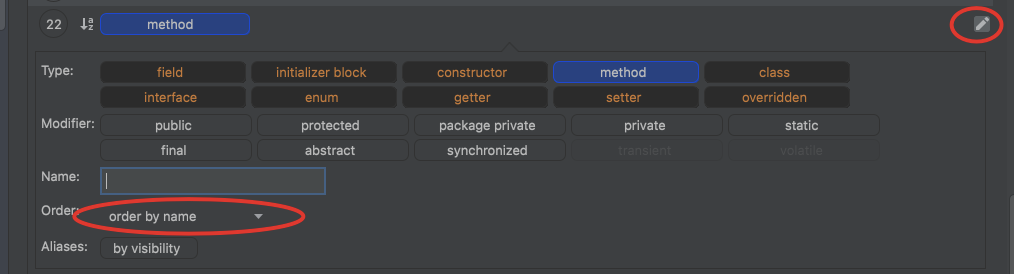 22 method
Type: field initializer block constructor method class
interface enum getter setter overridden
Modifier: public protected package private private static
final abstract synchronized transient volatile
Name:
Order: order by name
Aliases: by visibility